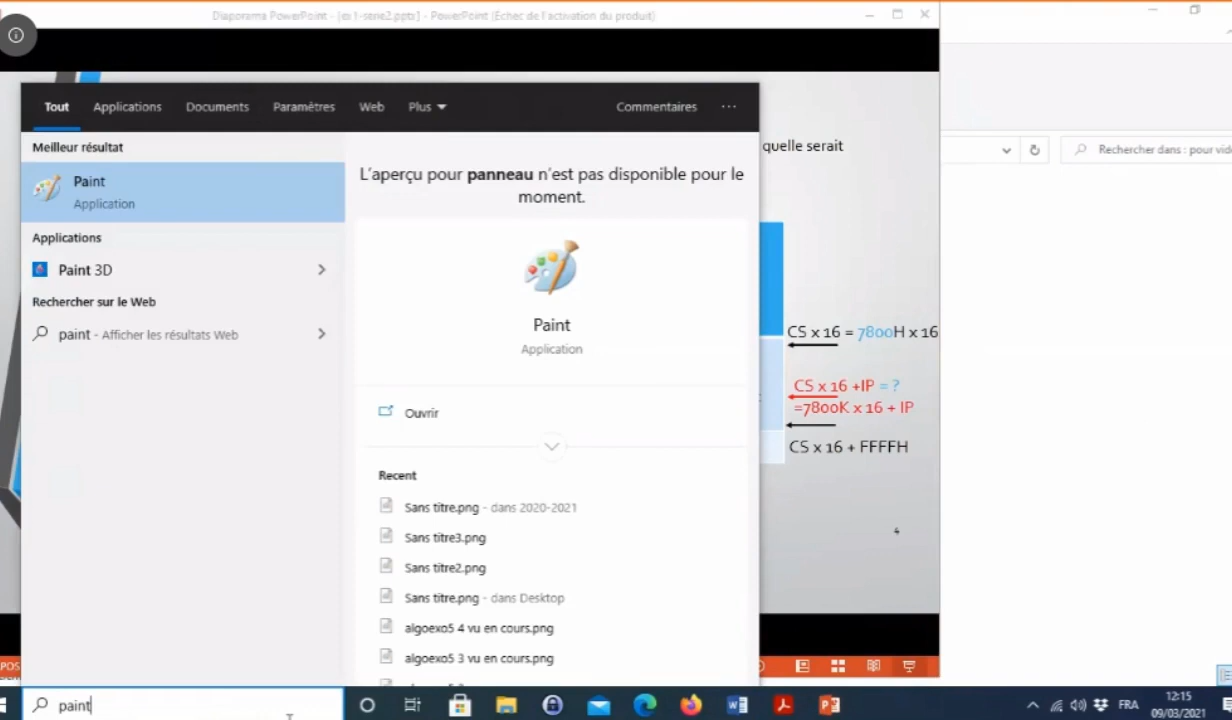 Diaporama PowerPoint - [ex1-serie2.pptx] - PowerPoint (Échec de l'activation du produit)
Tout Applications Documents Paramètres Web Plus Commentaires ...
Meilleur résultat
Paint
Application
Applications
Paint 3D
Rechercher sur le Web
paint - Afficher les résultats Web
L'aperçu pour panneau n'est pas disponible pour le
moment.
Paint
Application
Ouvrir
Recent
Sans titre.png - dans 2020-2021
Sans titre3.png
Sans titre2.png
Sans titre.png - dans Desktop
algoexo5 4 vu en cours.png
algoexo5 3 vu en cours.png
quelle serait
CS x 16 = 7800H x 16
CS x 16 +IP = ?
=7800K x 16 + IP
CS x 16 + FFFFH
4
Rechercher dans : pour vid
paint
FRA
12:15
09/03/2021